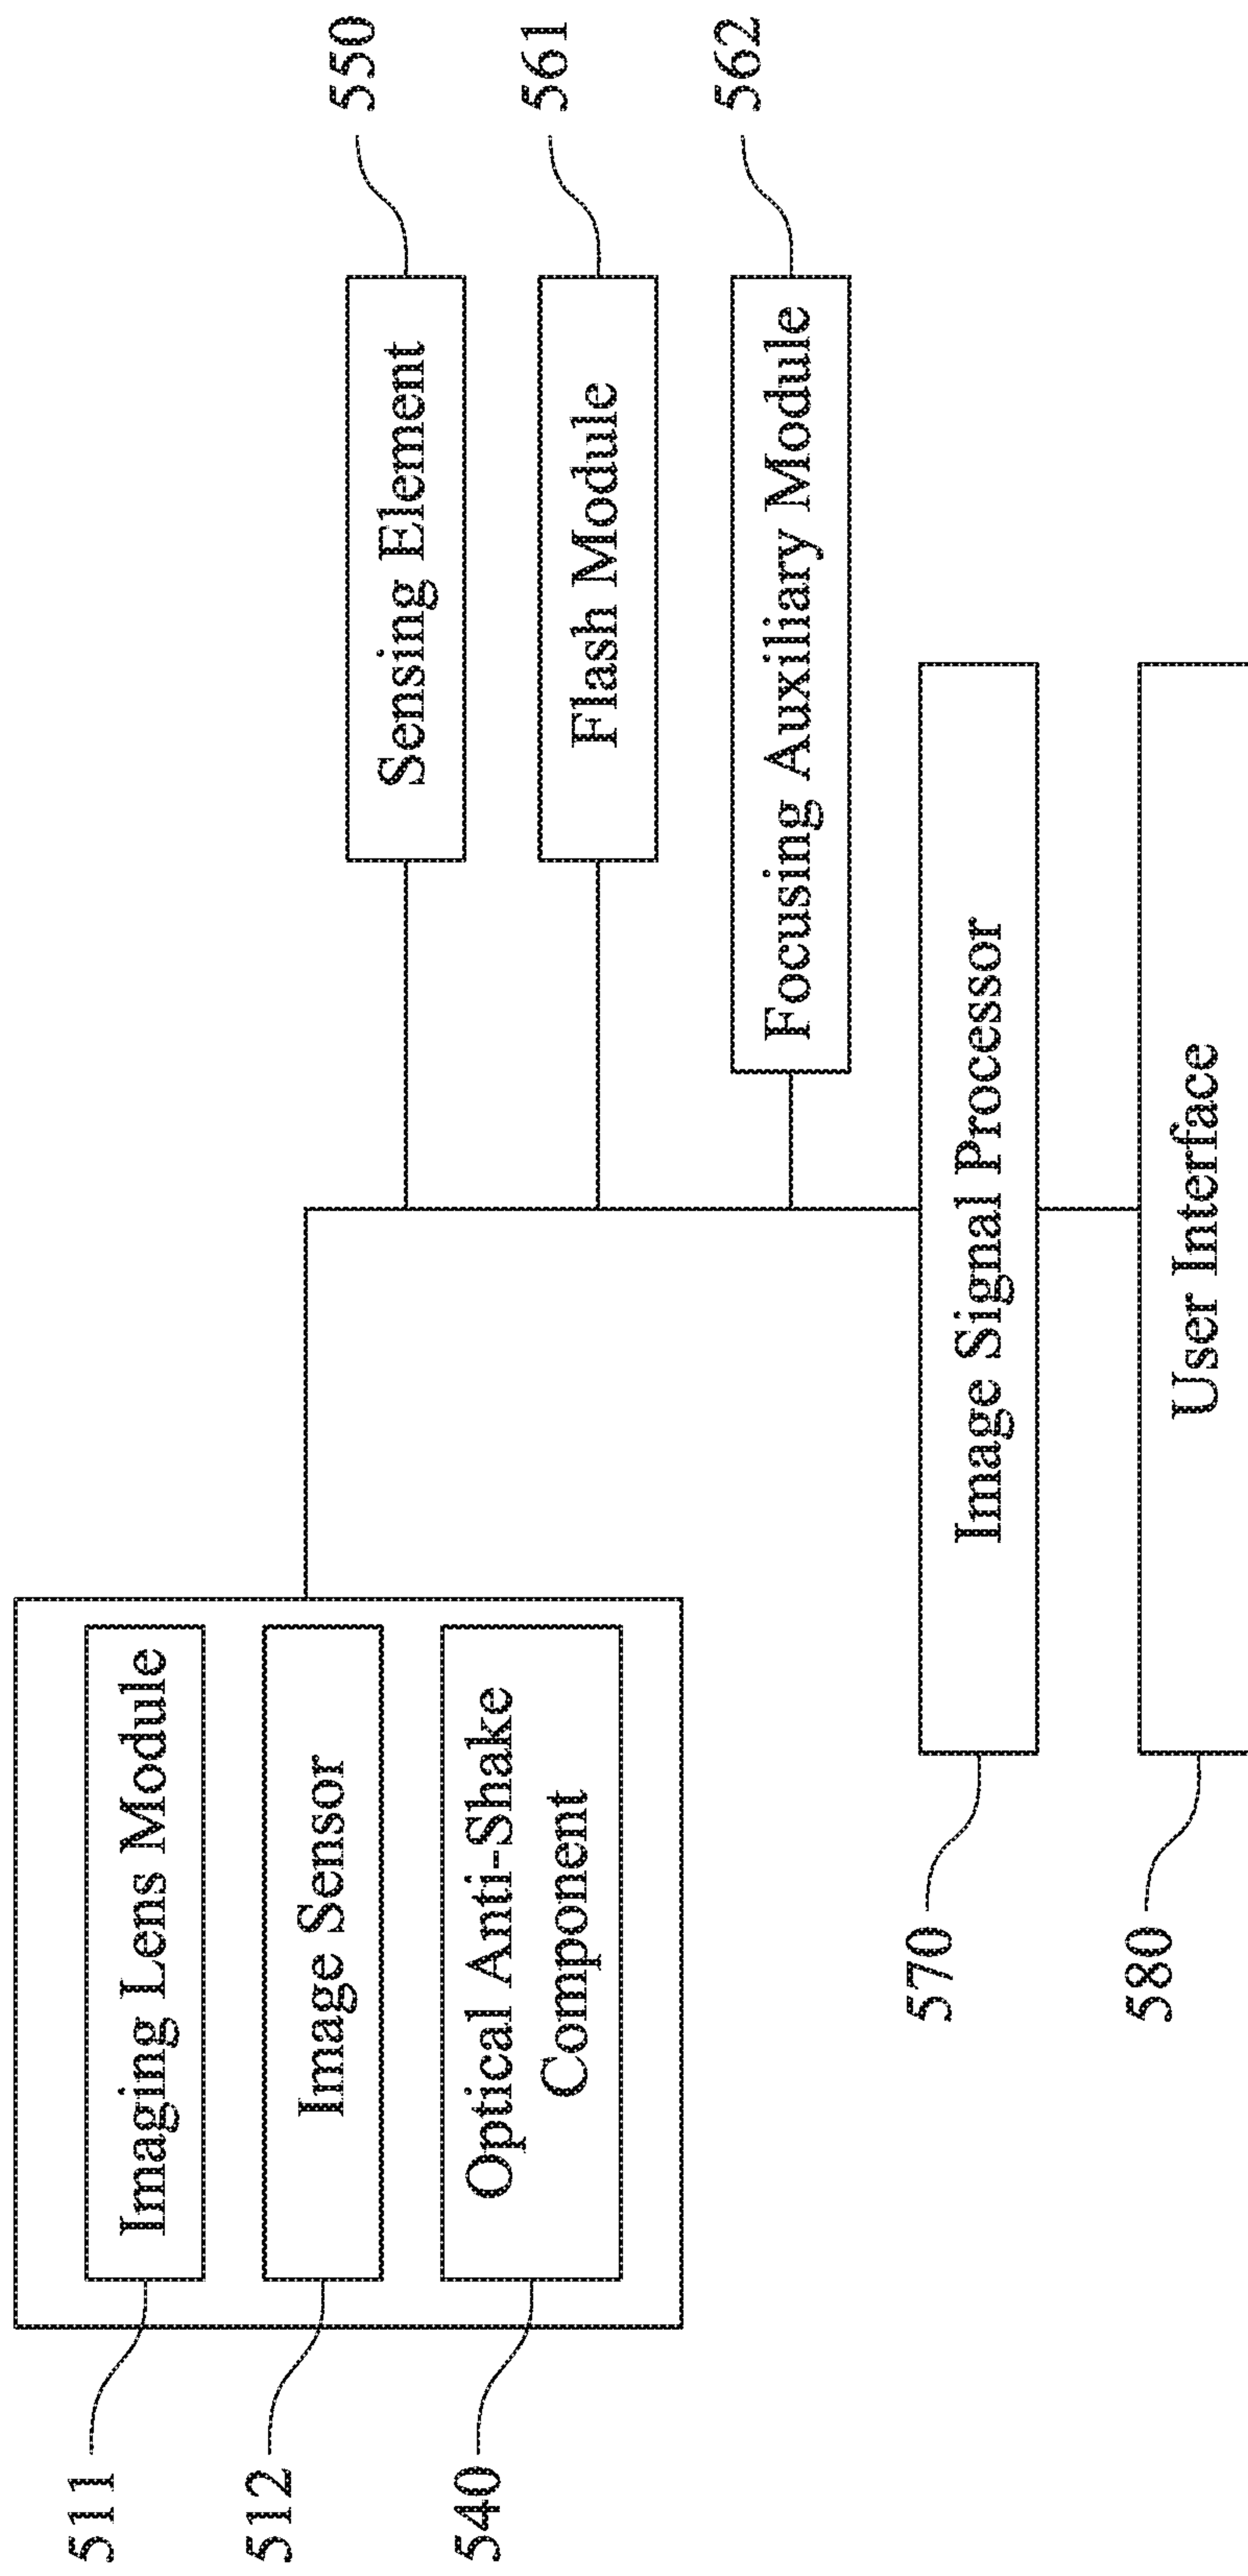 511
Imaging Lens Module
512
Image Sensor
540
Optical Anti-Shake
Component
Sensing Element
550
Flash Module
561
Focusing Auxiliary Module
562
570
Image Signal Processor
580
User Interface